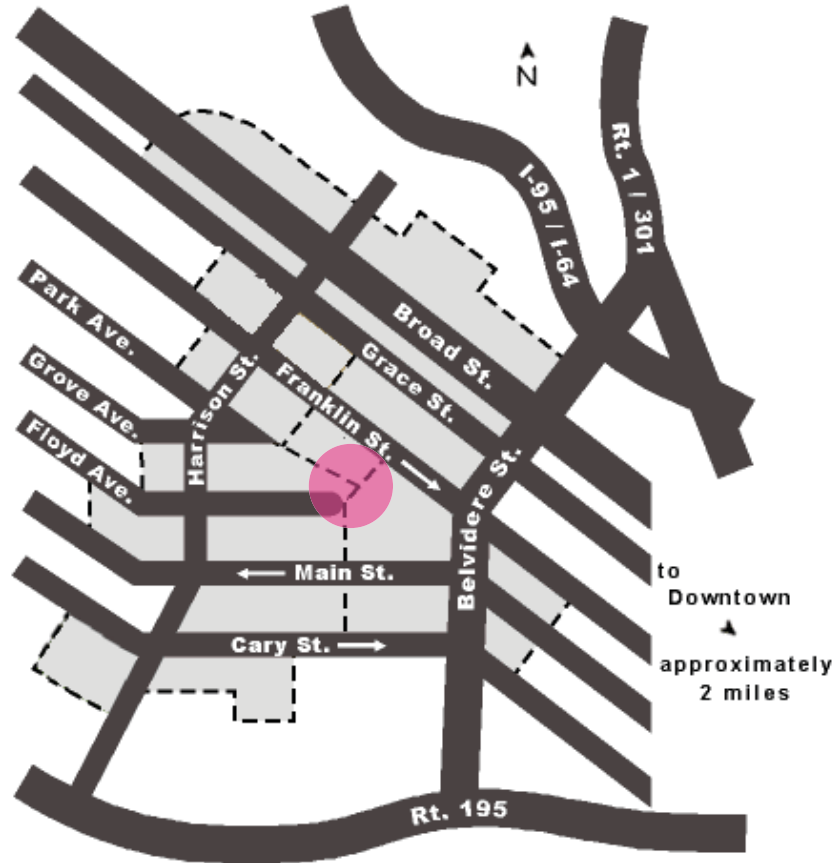 N
I-95 / I-64
Rt. 1 / 301
Broad St.
Grace St.
Franklin St.
Park Ave.
Grove Ave.
Floyd Ave.
Harrison St.
Belvidere St.
Main St.
Cary St.
to
Downtown
approximately
2 miles
Rt. 195